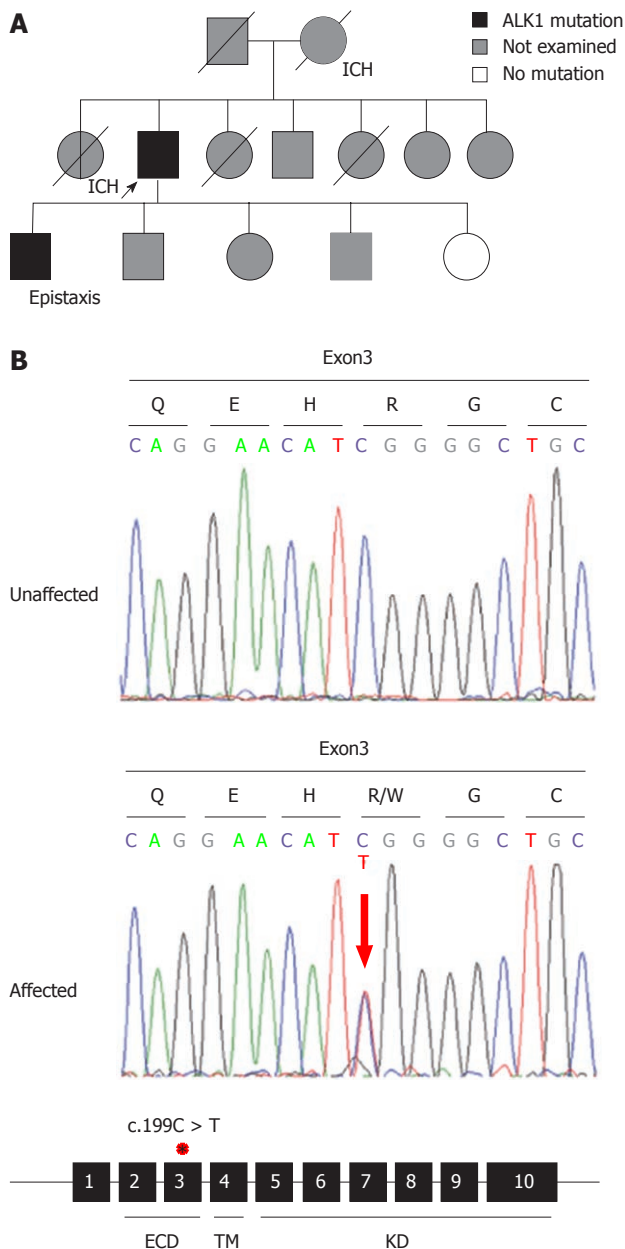 A
ALK1 mutation
Not examined
No mutation
ICH
ICH
Epistaxis
B
Exon3
Q E H R G C
C A G G A A C A T C G G G G C T G C
Unaffected
Exon3
Q E H R/W G C
C A G G A A C A T C G G G G C T G C
T
Affected
c.199C > T
1 2 3 4 5 6 7 8 9 10
ECD TM KD